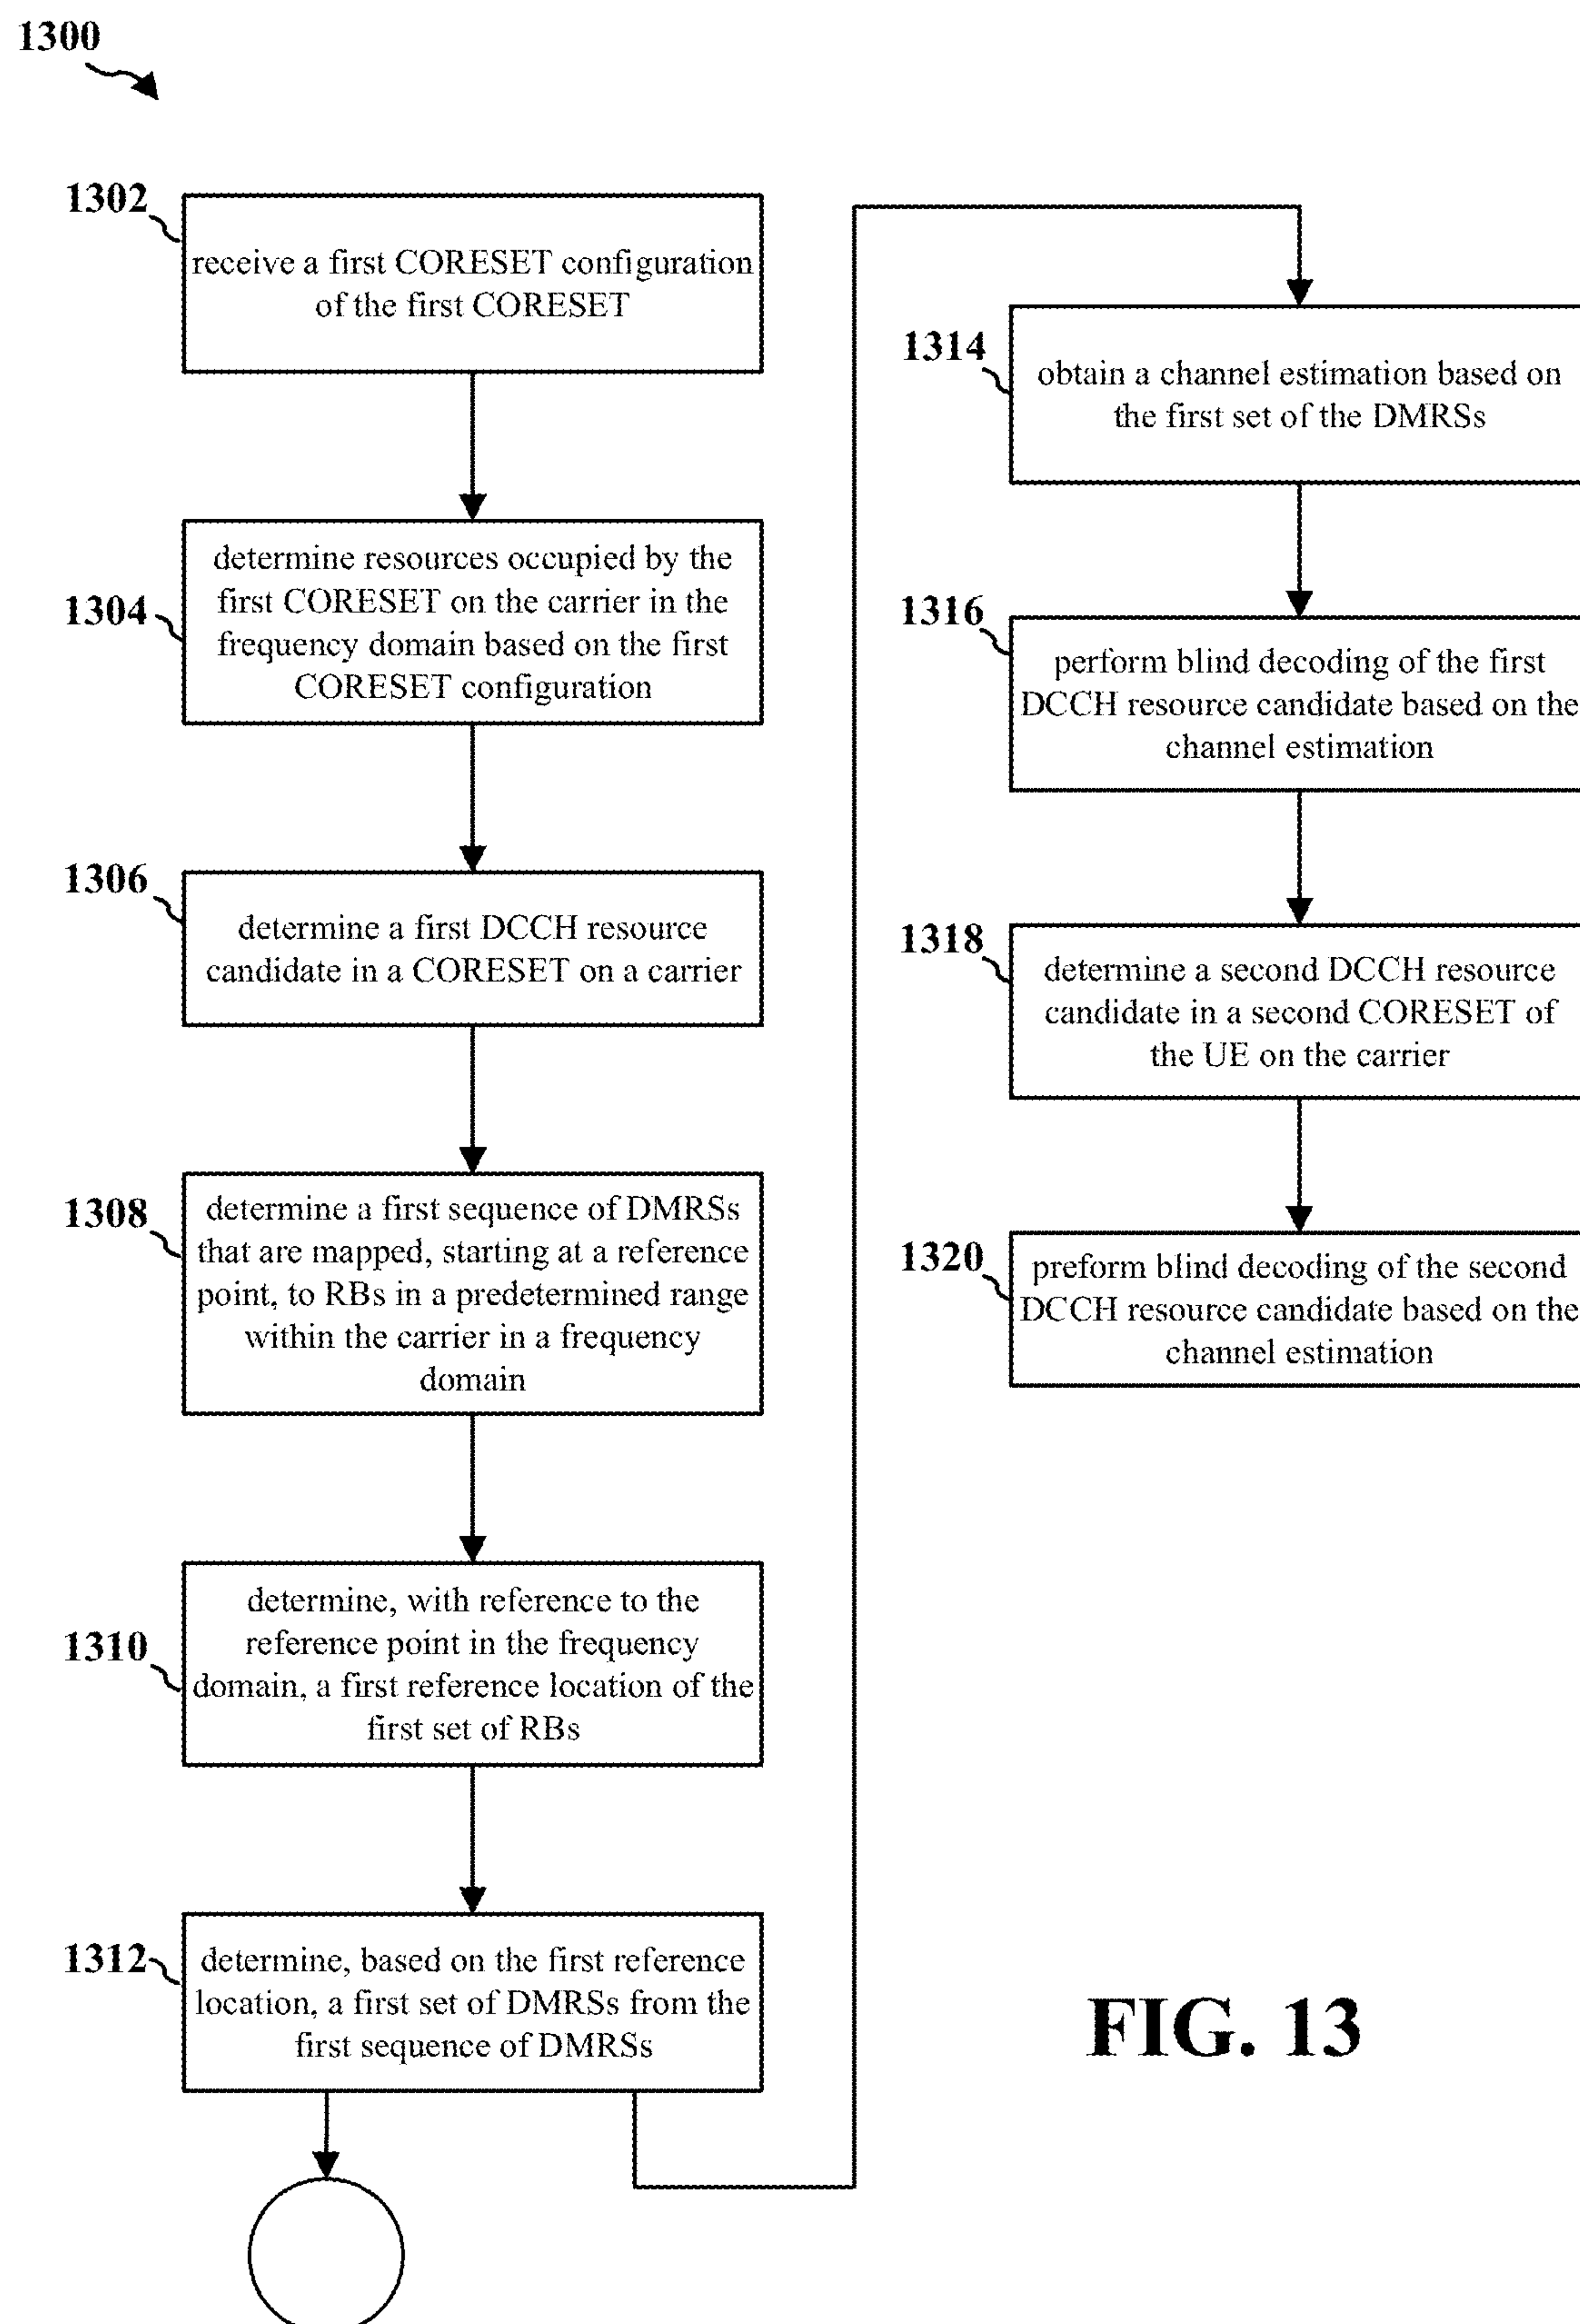 1300
1302
receive a first CORESET configuration
of the first CORESET
1304
determine resources occupied by the
first CORESET on the carrier in the
frequency domain based on the first
CORESET configuration
1306
determine a first DCCH resource
candidate in a CORESET on a carrier
1308
determine a first sequence of DMRSs
that are mapped, starting at a reference
point, to RBs in a predetermined range
within the carrier in a frequency
domain
1310
determine, with reference to the
reference point in the frequency
domain, a first reference location of the
first set of RBs
1312
determine, based on the first reference
location, a first set of DMRSs from the
first sequence of DMRSs
1314
obtain a channel estimation based on
the first set of the DMRSs
1316
perform blind decoding of the first
DCCH resource candidate based on the
channel estimation
1318
determine a second DCCH resource
candidate in a second CORESET of
the UE on the carrier
1320
preform blind decoding of the second
DCCH resource candidate based on the
channel estimation
FIG. 13